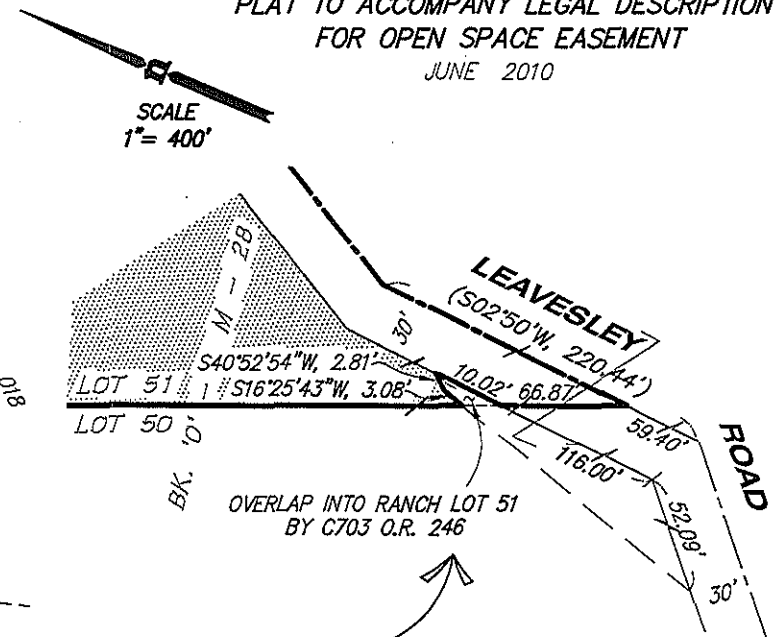 PLAT TO ACCOMPANY LEGAL DESCRIPTION
FOR OPEN SPACE EASEMENT
JUNE 2010
SCALE
1"= 400'
M - 28
LEAVESLEY
(S02°50'W, 220.44')
30'
S40°52'54"W, 2.81'
10.02' 66.87'
LOT 51
S16°25'43"W, 3.08'
018
LOT 50
59.40'
ROAD
BK. 'O'
116.00'
OVERLAP INTO RANCH LOT 51
BY C703 O.R. 246
52.09'
30'